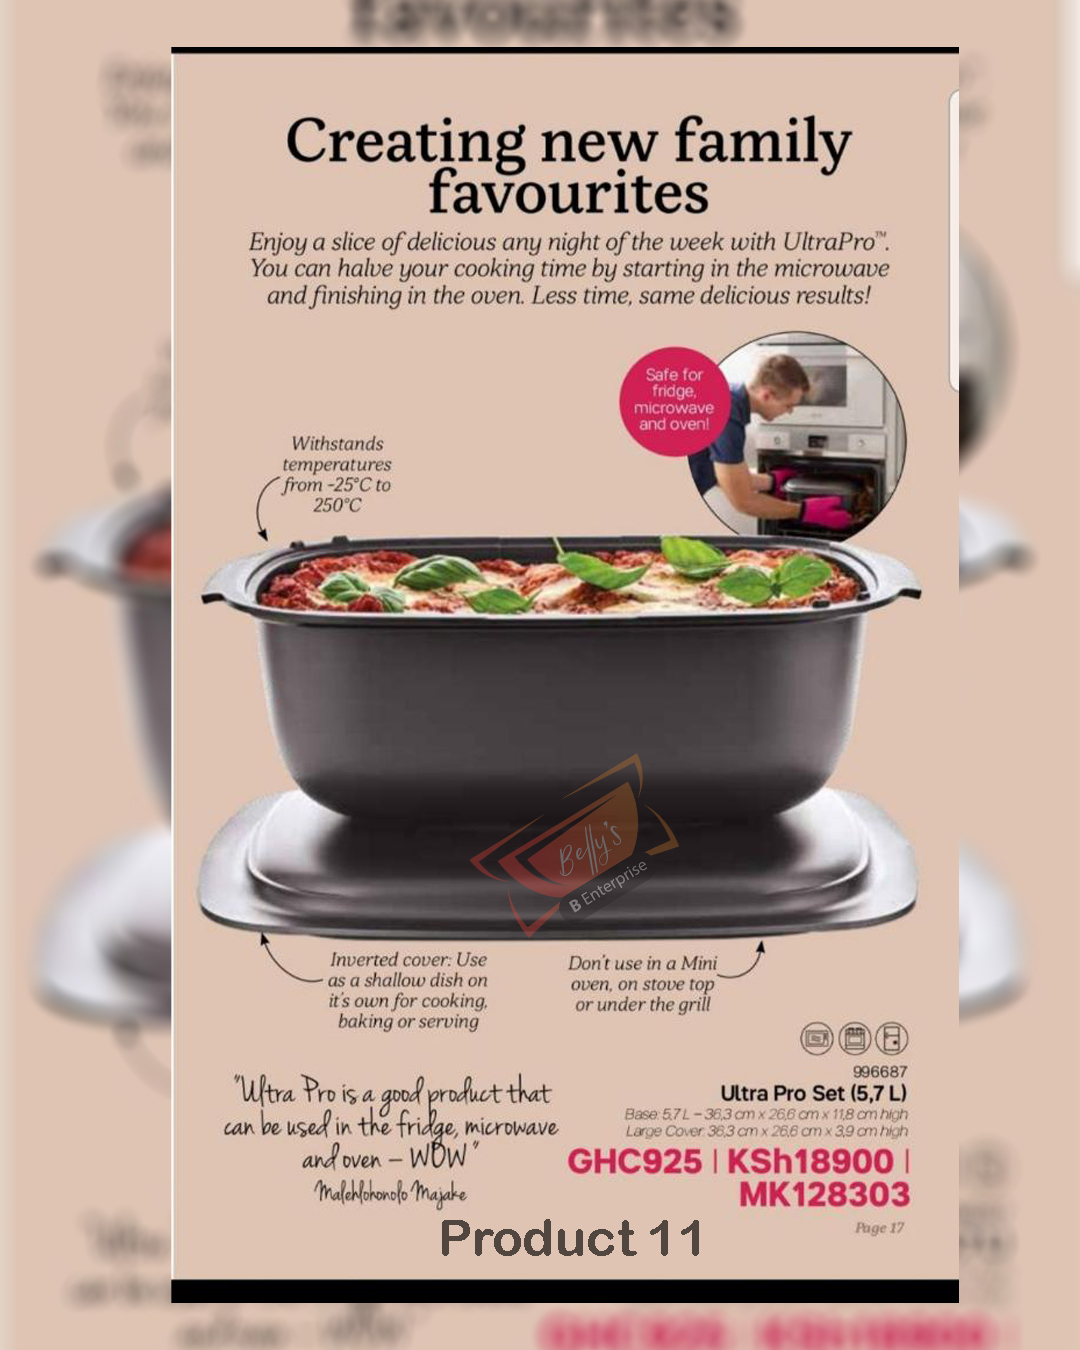 Creating new family
favourites
Enjoy a slice of delicious any night of the week with UltraPro™.
You can halve your cooking time by starting in the microwave
and finishing in the oven. Less time, same delicious results!
Safe for
fridge,
microwave
and oven!
Withstands
temperatures
from -25°C to
250°C
Belly's
B Enterprise
Inverted cover: Use
as a shallow dish on
it's own for cooking,
baking or serving
Don't use in a Mini
oven, on stove top
or under the grill
"Ultra Pro is a good product that
can be used in the fridge, microwave
and oven – WOW"
Malehlohonolo Majake
996687
Ultra Pro Set (5,7 L)
Base: 5,7 L – 36,3 cm x 26,6 cm x 11,8 cm high
Large Cover: 36,3 cm x 26,6 cm x 3,9 cm high
GHC925 | KSh18900 |
MK128303
Page 17
Product 11